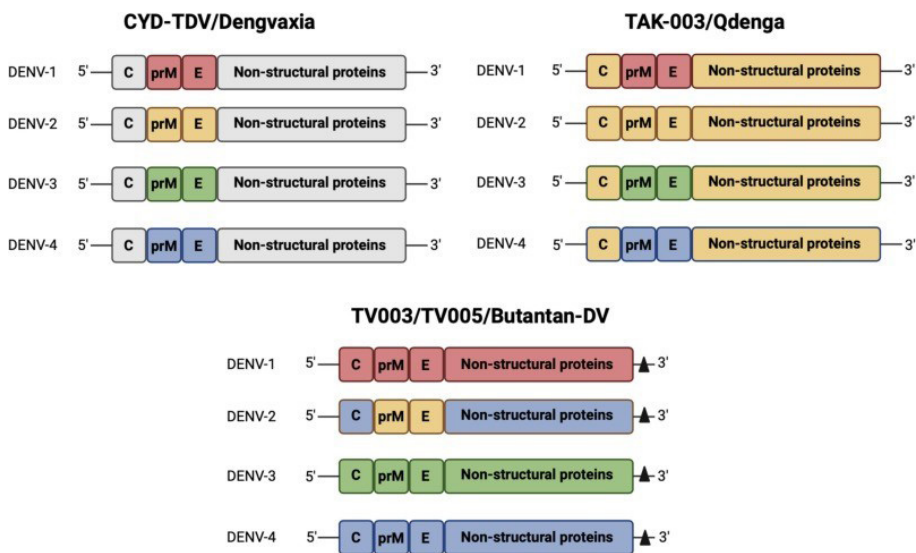 CYD-TDV/Dengvaxia
DENV-1 5' C prM E Non-structural proteins 3'
DENV-2 5' C prM E Non-structural proteins 3'
DENV-3 5' C prM E Non-structural proteins 3'
DENV-4 5' C prM E Non-structural proteins 3'
TAK-003/Qdenga
DENV-1 5' C prM E Non-structural proteins 3'
DENV-2 5' C prM E Non-structural proteins 3'
DENV-3 5' C prM E Non-structural proteins 3'
DENV-4 5' C prM E Non-structural proteins 3'
TV003/TV005/Butantan-DV
DENV-1 5' C prM E Non-structural proteins 3'
DENV-2 5' C prM E Non-structural proteins 3'
DENV-3 5' C prM E Non-structural proteins 3'
DENV-4 5' C prM E Non-structural proteins 3'